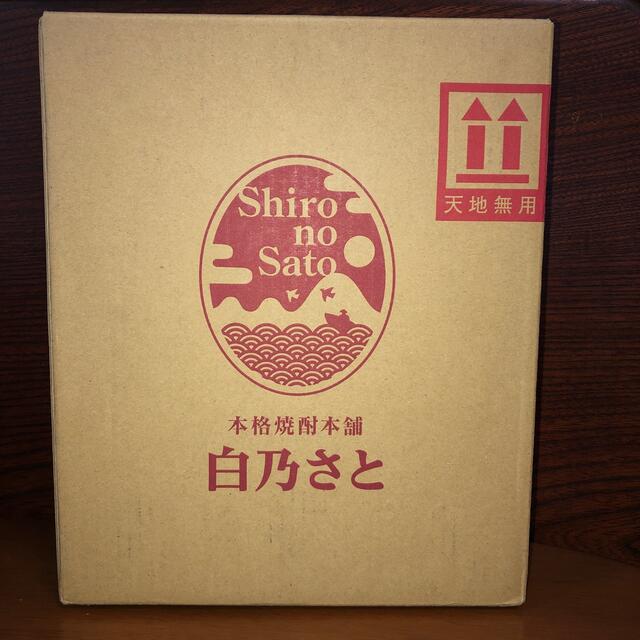 天地無用
Shiro
no
Sato
本格焼酎本舗
白乃さと